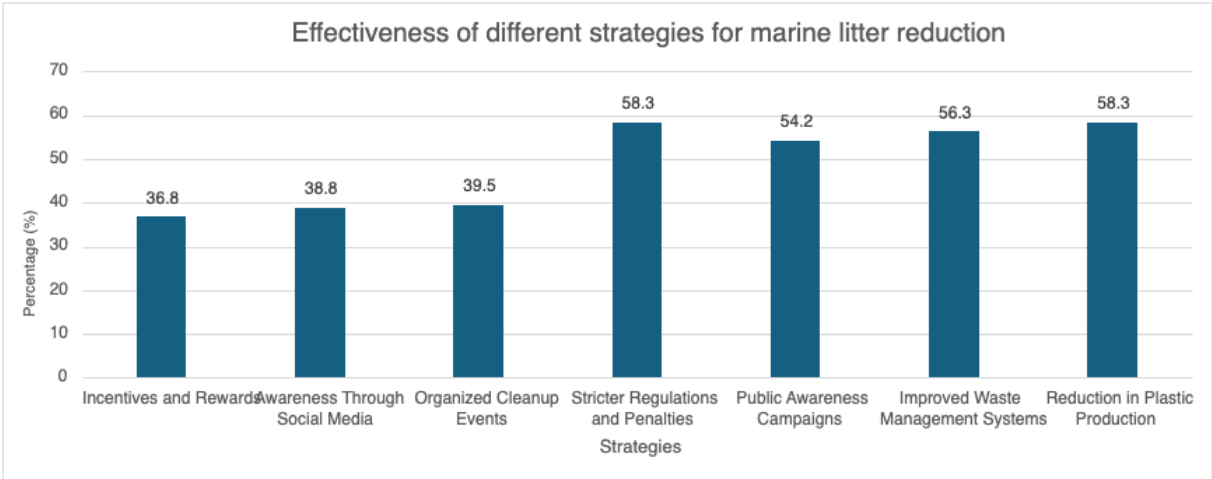 Effectiveness of different strategies for marine litter reduction
70
60
50
40
30
20
10
0
Percentage (%)
36.8
38.8
39.5
58.3
54.2
56.3
58.3
Incentives and Rewards
Awareness Through
Social Media
Organized Cleanup
Events
Stricter Regulations
and Penalties
Public Awareness
Campaigns
Improved Waste
Management Systems
Reduction in Plastic
Production
Strategies